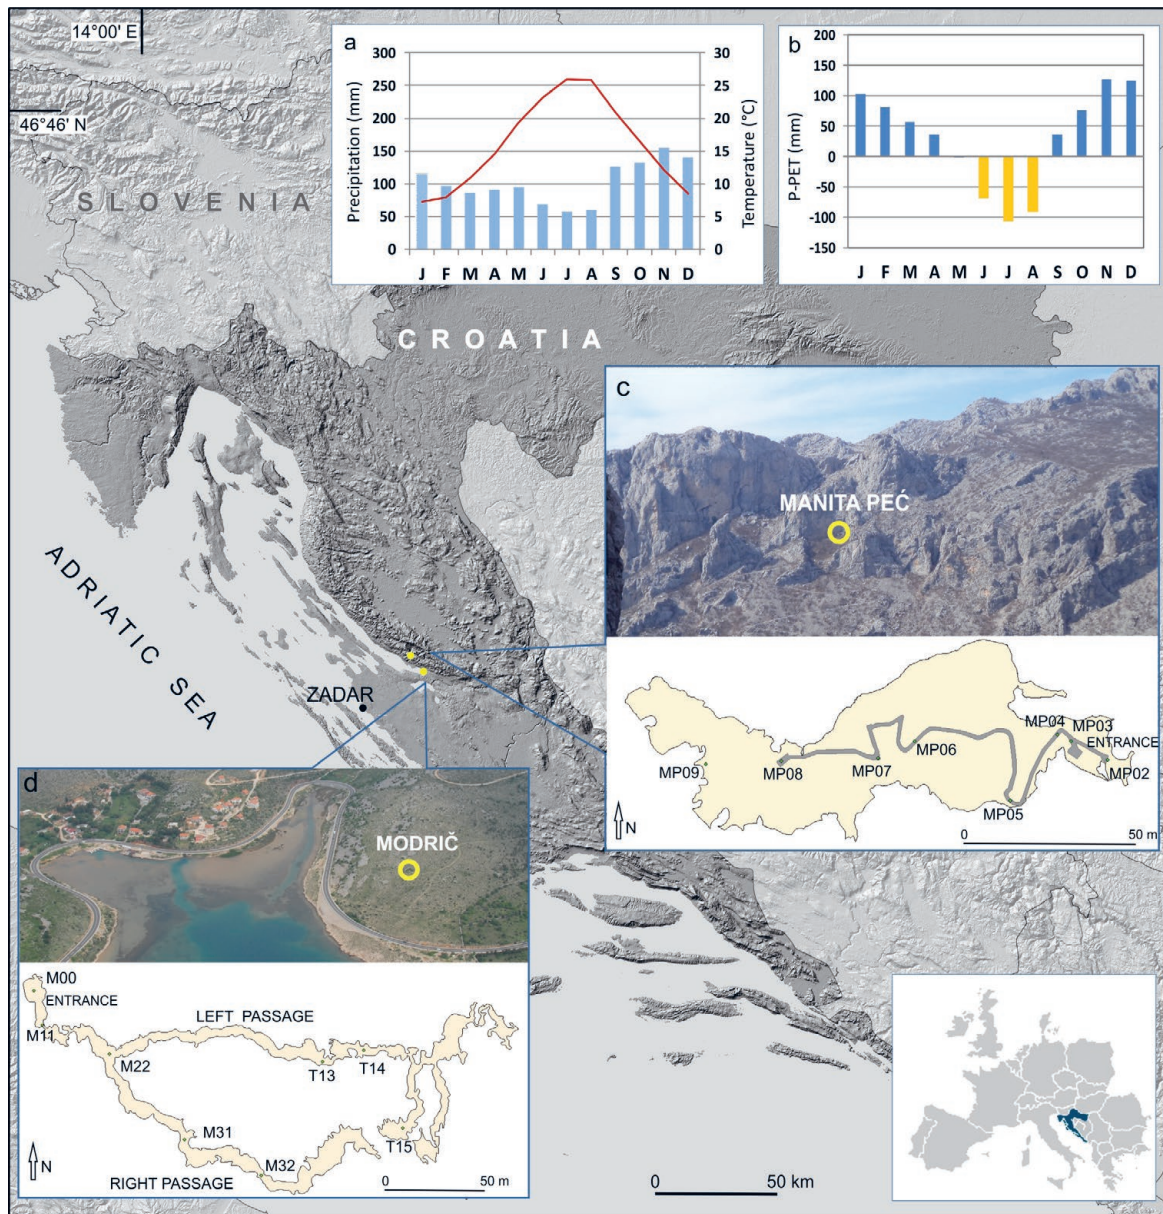 14°00' E
46°46' N
SLOVENIA
CROATIA
ADRIATIC SEA
ZADAR
a
Precipitation (mm)
300
250
200
150
100
50
0
30
25
20
15
10
5
0
Temperature (°C)
J F M A M J J A S O N D
b
P-PET (mm)
200
150
100
50
0
-50
-100
-150
J F M A M J J A S O N D
c
MANITA PEĆ
MP04
MP03
ENTRANCE
MP02
MP06
MP07
MP08
MP09
MP05
N
0 50 m
d
MODRIČ
M00
ENTRANCE
M11
LEFT PASSAGE
M22
T13
T14
M31
T15
M32
RIGHT PASSAGE
N
0 50 m
0 50 km